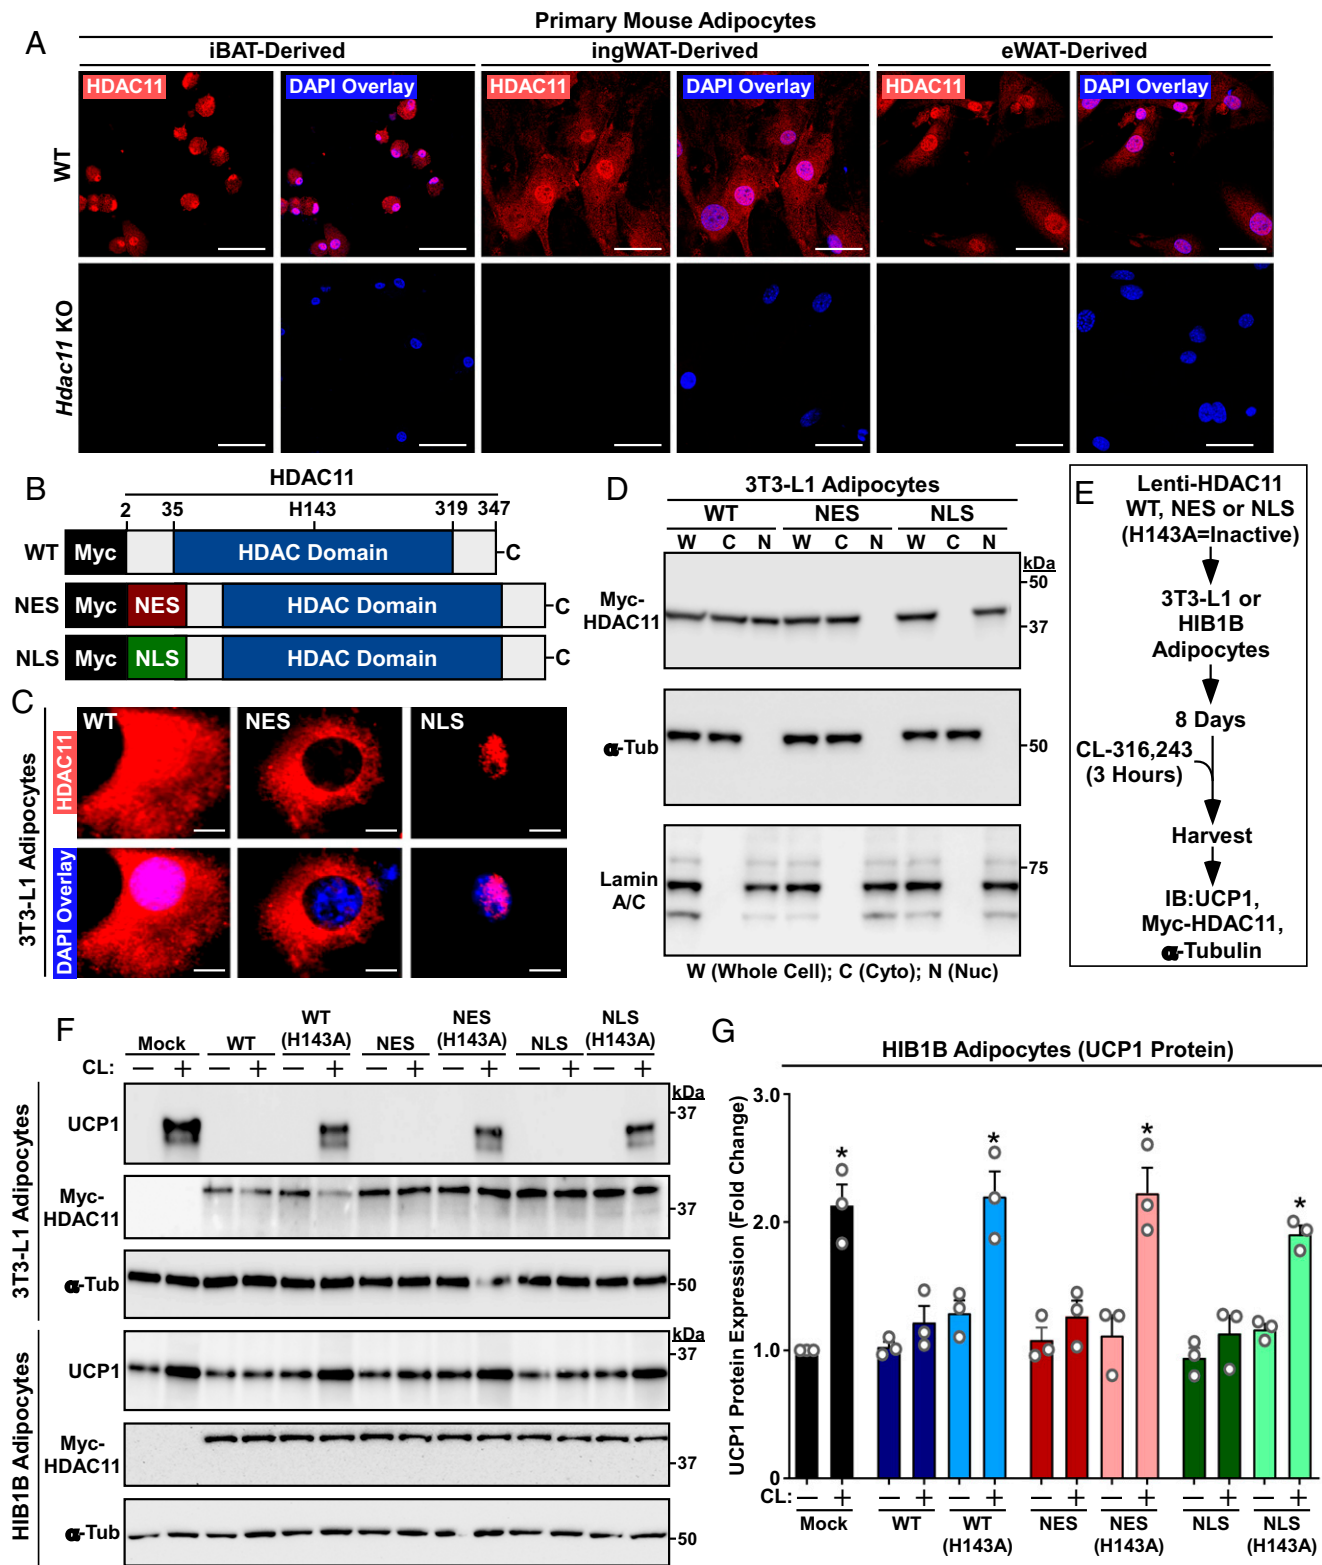 A
Primary Mouse Adipocytes
iBAT-Derived
ingWAT-Derived
eWAT-Derived
HDAC11
DAPI Overlay
HDAC11
DAPI Overlay
HDAC11
DAPI Overlay
WT
Hdac11 KO
B
HDAC11
2 35 H143 319 347
WT Myc HDAC Domain C
NES Myc NES HDAC Domain C
NLS Myc NLS HDAC Domain C
C
3T3-L1 Adipocytes
HDAC11
DAPI Overlay
WT
NES
NLS
D
3T3-L1 Adipocytes
WT NES NLS
W C N W C N W C N
kDa
Myc-
HDAC11
50
37
α-Tub
50
Lamin
A/C
75
W (Whole Cell); C (Cyto); N (Nuc)
E
Lenti-HDAC11
WT, NES or NLS
(H143A=Inactive)
3T3-L1 or
HIB1B
Adipocytes
8 Days
CL-316,243
(3 Hours)
Harvest
IB:UCP1,
Myc-HDAC11,
α-Tubulin
F
Mock WT WT (H143A) NES NES (H143A) NLS NLS (H143A)
CL: — + — + — + — + — + — + — +
3T3-L1 Adipocytes
kDa
UCP1
37
Myc-
HDAC11
37
α-Tub
50
HIB1B Adipocytes
kDa
UCP1
37
Myc-
HDAC11
37
α-Tub
50
G
HIB1B Adipocytes (UCP1 Protein)
UCP1 Protein Expression (Fold Change)
3.0
2.0
1.0
0
* * * *
CL: — + — + — + — + — + — + — +
Mock WT WT (H143A) NES NES (H143A) NLS NLS (H143A)